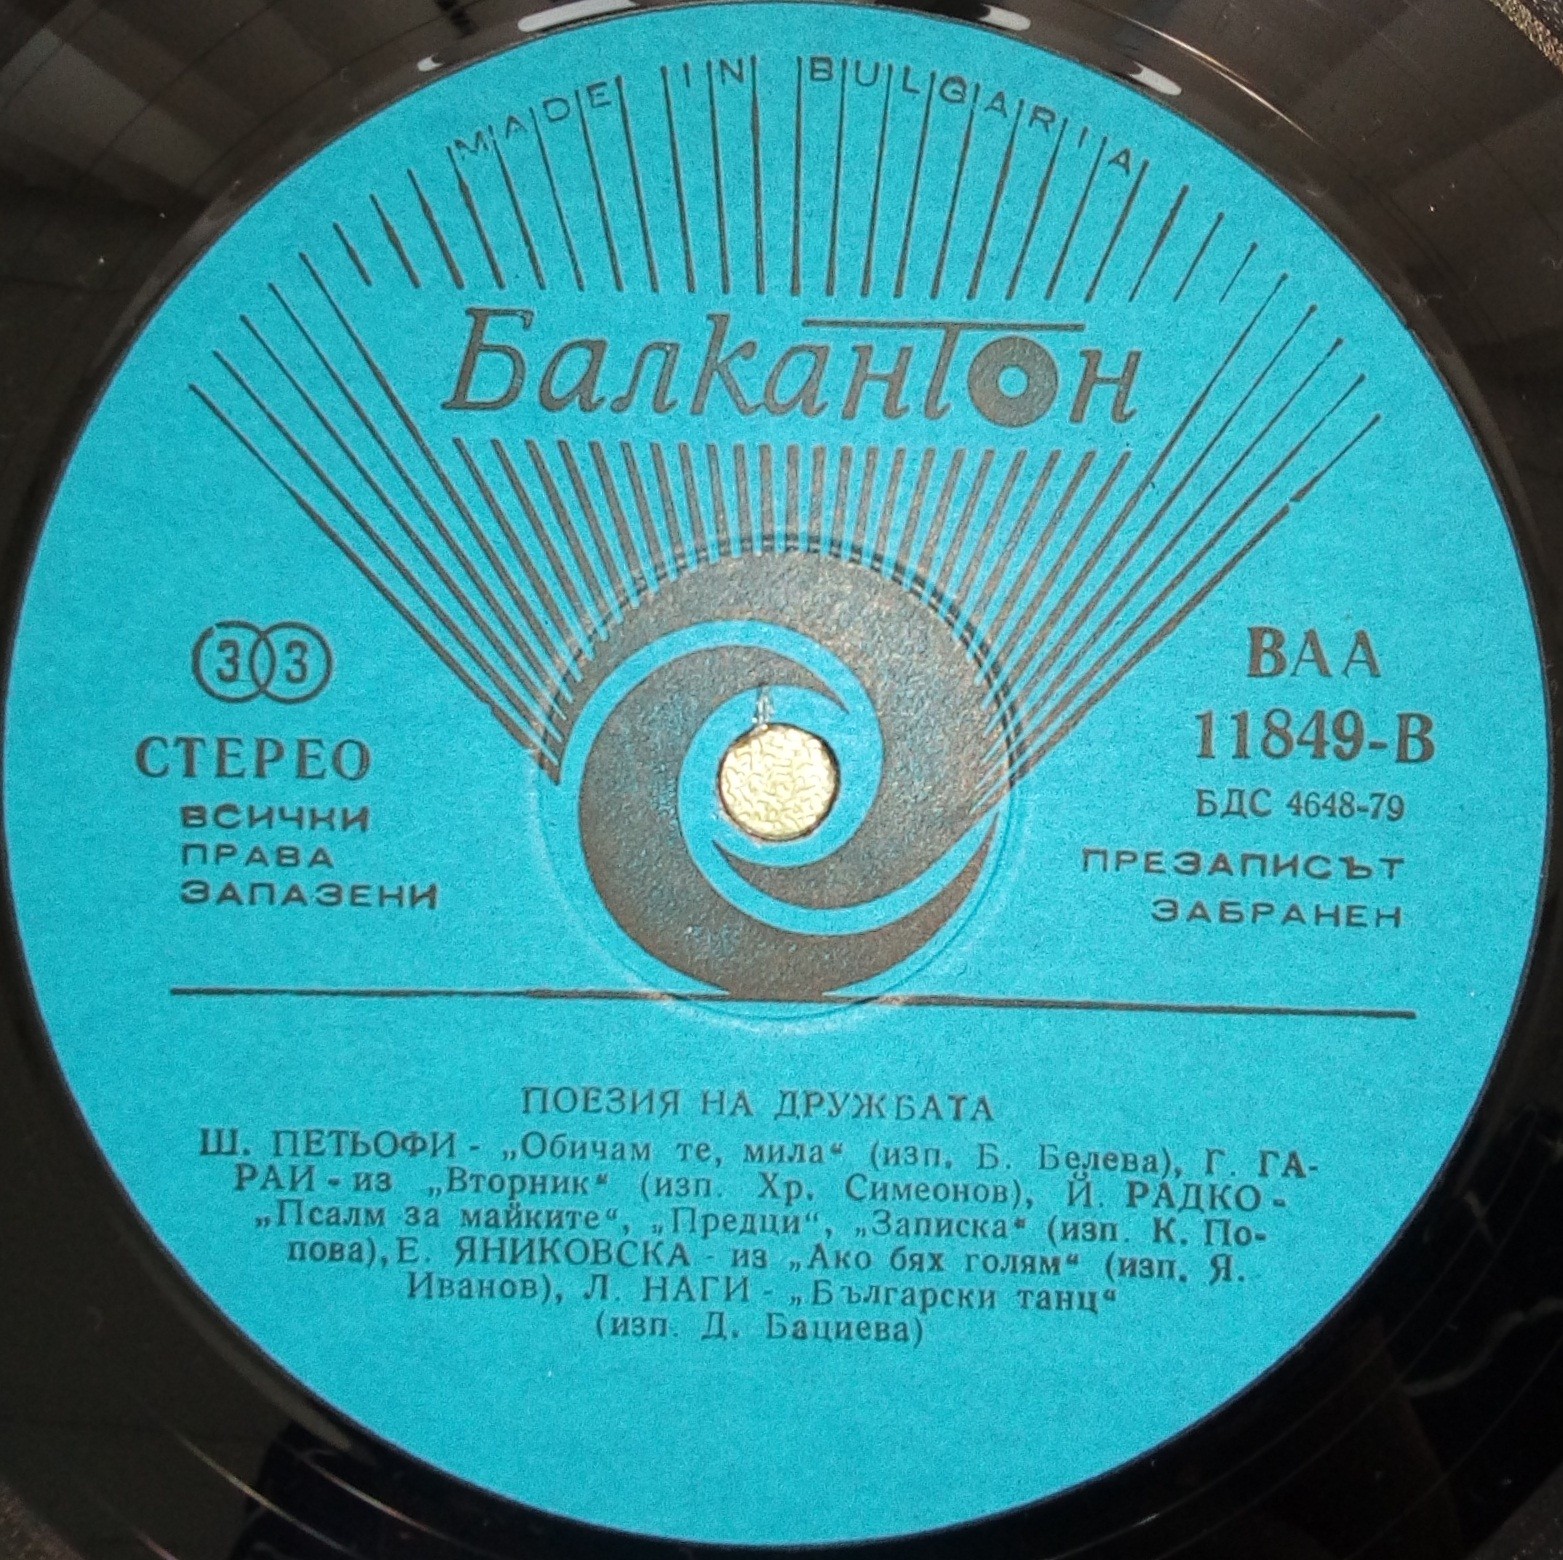 MADE IN BULGARIA
Балкантон
33
СТЕРЕО
ВСИЧКИ
ПРАВА
ЗАПАЗЕНИ
ВАА
11849-В
БДС 4648-79
ПРЕЗАПИСЪТ
ЗАБРАНЕН
ПОЕЗИЯ НА ДРУЖБАТА
Ш. ПЕТЬОФИ - „Обичам те, мила“ (изп. Б. Белева), Г. ГА-
РАИ - из „Вторник“ (изп. Хр. Симеонов), Й. РАДКО -
„Псалм за майките“, „Предци“, „Записка“ (изп. К. По-
пова), Е. ЯНИКОВСКА - из „Ако бях голям“ (изп. Я.
Иванов), Л. НАГИ - „Български танц“
(изп. Д. Бациева)